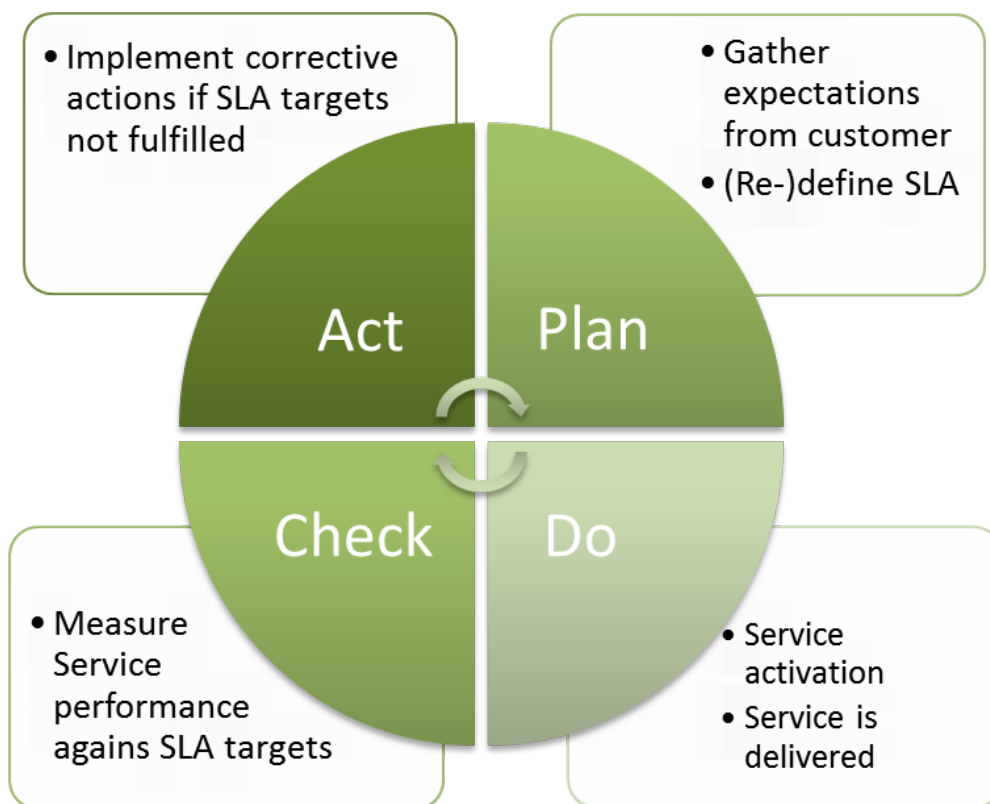 • Implement corrective
actions if SLA targets
not fulfilled
• Gather
expectations
from customer
• (Re-)define SLA
Act
Plan
Check
Do
• Measure
Service
performance
agains SLA targets
• Service
activation
• Service is
delivered